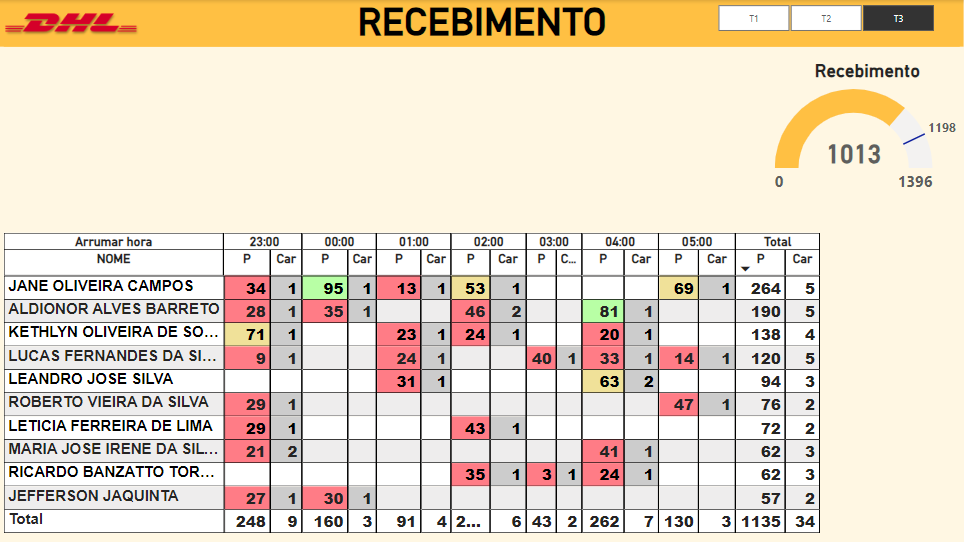 DHL RECEBIMENTO T1 T2 T3
Recebimento
1198
1013
0 1396
Arrumar hora 23:00 00:00 01:00 02:00 03:00 04:00 05:00 Total
NOME P Car P Car P Car P Car P C... P Car P Car P Car
JANE OLIVEIRA CAMPOS 34 1 95 1 13 1 53 1 69 1 264 5
ALDIONOR ALVES BARRETO 28 1 35 1 46 2 81 1 190 5
KETHLYN OLIVEIRA DE SO... 71 1 23 1 24 1 20 1 138 4
LUCAS FERNANDES DA SI... 9 1 24 1 40 1 33 1 14 1 120 5
LEANDRO JOSE SILVA 31 1 63 2 94 3
ROBERTO VIEIRA DA SILVA 29 1 47 1 76 2
LETICIA FERREIRA DE LIMA 29 1 43 1 72 2
MARIA JOSE IRENE DA SIL... 21 2 41 1 62 3
RICARDO BANZATTO TOR... 35 1 3 1 24 1 62 3
JEFFERSON JAQUINTA 27 1 30 1 57 2
Total 248 9 160 3 91 4 2... 6 43 2 262 7 130 3 1135 34